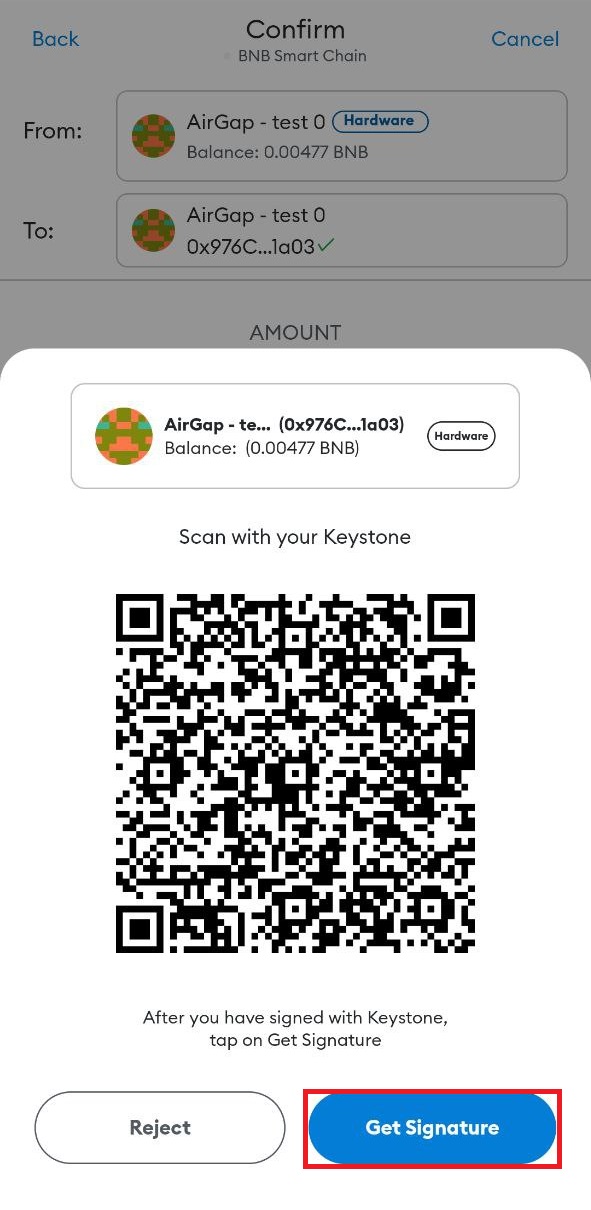 Back
Confirm
Cancel
BNB Smart Chain
From:
AirGap - test 0 Hardware
Balance: 0.00477 BNB
To:
AirGap - test 0
0x976C...1a03
AMOUNT
AirGap - te... (0x976C...1a03)
Hardware
Balance: (0.00477 BNB)
Scan with your Keystone
After you have signed with Keystone,
tap on Get Signature
Reject
Get Signature